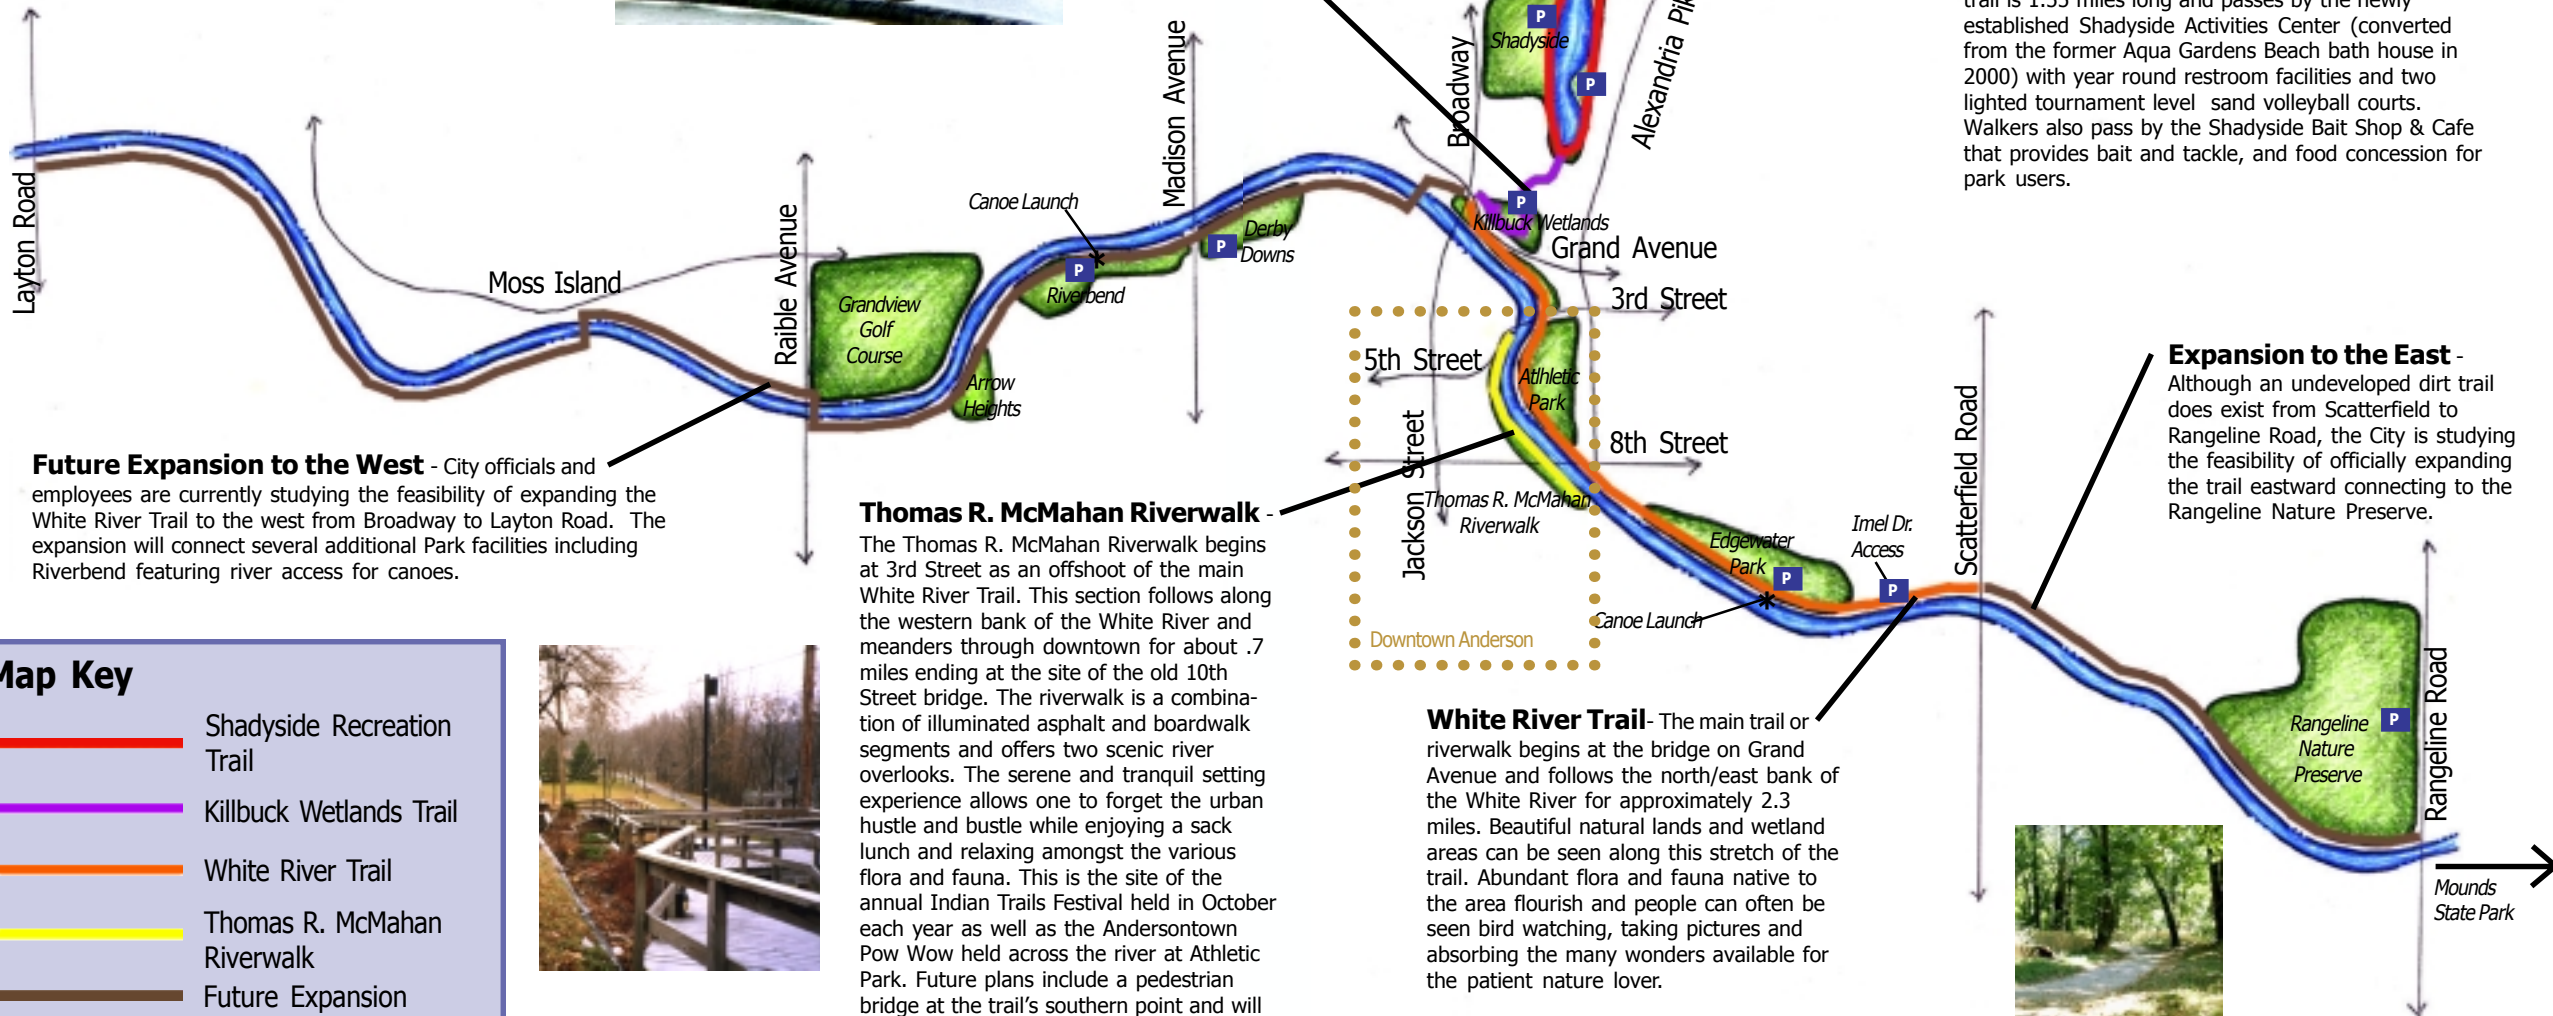 trail is 1.55 miles long and passes by the newly
established Shadyside Activities Center (converted
from the former Aqua Gardens Beach bath house in
2000) with year round restroom facilities and two
lighted tournament level sand volleyball courts.
Walkers also pass by the Shadyside Bait Shop & Cafe
that provides bait and tackle, and food concession for
park users.
Layton Road
Moss Island
Raible Avenue
Grandview
Golf
Course
Arrow
Heights
Canoe Launch
P
Riverbend
Madison Avenue
P
Derby
Downs
Broadway
P
Shadyside
P
Alexandria Pik
P
Killbuck Wetlands
Grand Avenue
3rd Street
5th Street
Athletic
Park
8th Street
Jackson Street
Thomas R. McMahan
Riverwalk
Downtown Anderson
Edgewater
Park
P
Canoe Launch
Imel Dr.
Access
P
Scatterfield Road
Rangeline
Nature
Preserve
P
Rangeline Road
Mounds
State Park
Expansion to the East -
Although an undeveloped dirt trail
does exist from Scatterfield to
Rangeline Road, the City is studying
the feasibility of officially expanding
the trail eastward connecting to the
Rangeline Nature Preserve.
Future Expansion to the West - City officials and
employees are currently studying the feasibility of expanding the
White River Trail to the west from Broadway to Layton Road. The
expansion will connect several additional Park facilities including
Riverbend featuring river access for canoes.
Thomas R. McMahan Riverwalk -
The Thomas R. McMahan Riverwalk begins
at 3rd Street as an offshoot of the main
White River Trail. This section follows along
the western bank of the White River and
meanders through downtown for about .7
miles ending at the site of the old 10th
Street bridge. The riverwalk is a combina-
tion of illuminated asphalt and boardwalk
segments and offers two scenic river
overlooks. The serene and tranquil setting
experience allows one to forget the urban
hustle and bustle while enjoying a sack
lunch and relaxing amongst the various
flora and fauna. This is the site of the
annual Indian Trails Festival held in October
each year as well as the Andersontown
Pow Wow held across the river at Athletic
Park. Future plans include a pedestrian
bridge at the trail's southern point and will
White River Trail- The main trail or
riverwalk begins at the bridge on Grand
Avenue and follows the north/east bank of
the White River for approximately 2.3
miles. Beautiful natural lands and wetland
areas can be seen along this stretch of the
trail. Abundant flora and fauna native to
the area flourish and people can often be
seen bird watching, taking pictures and
absorbing the many wonders available for
the patient nature lover.
Map Key
Shadyside Recreation
Trail
Killbuck Wetlands Trail
White River Trail
Thomas R. McMahan
Riverwalk
Future Expansion